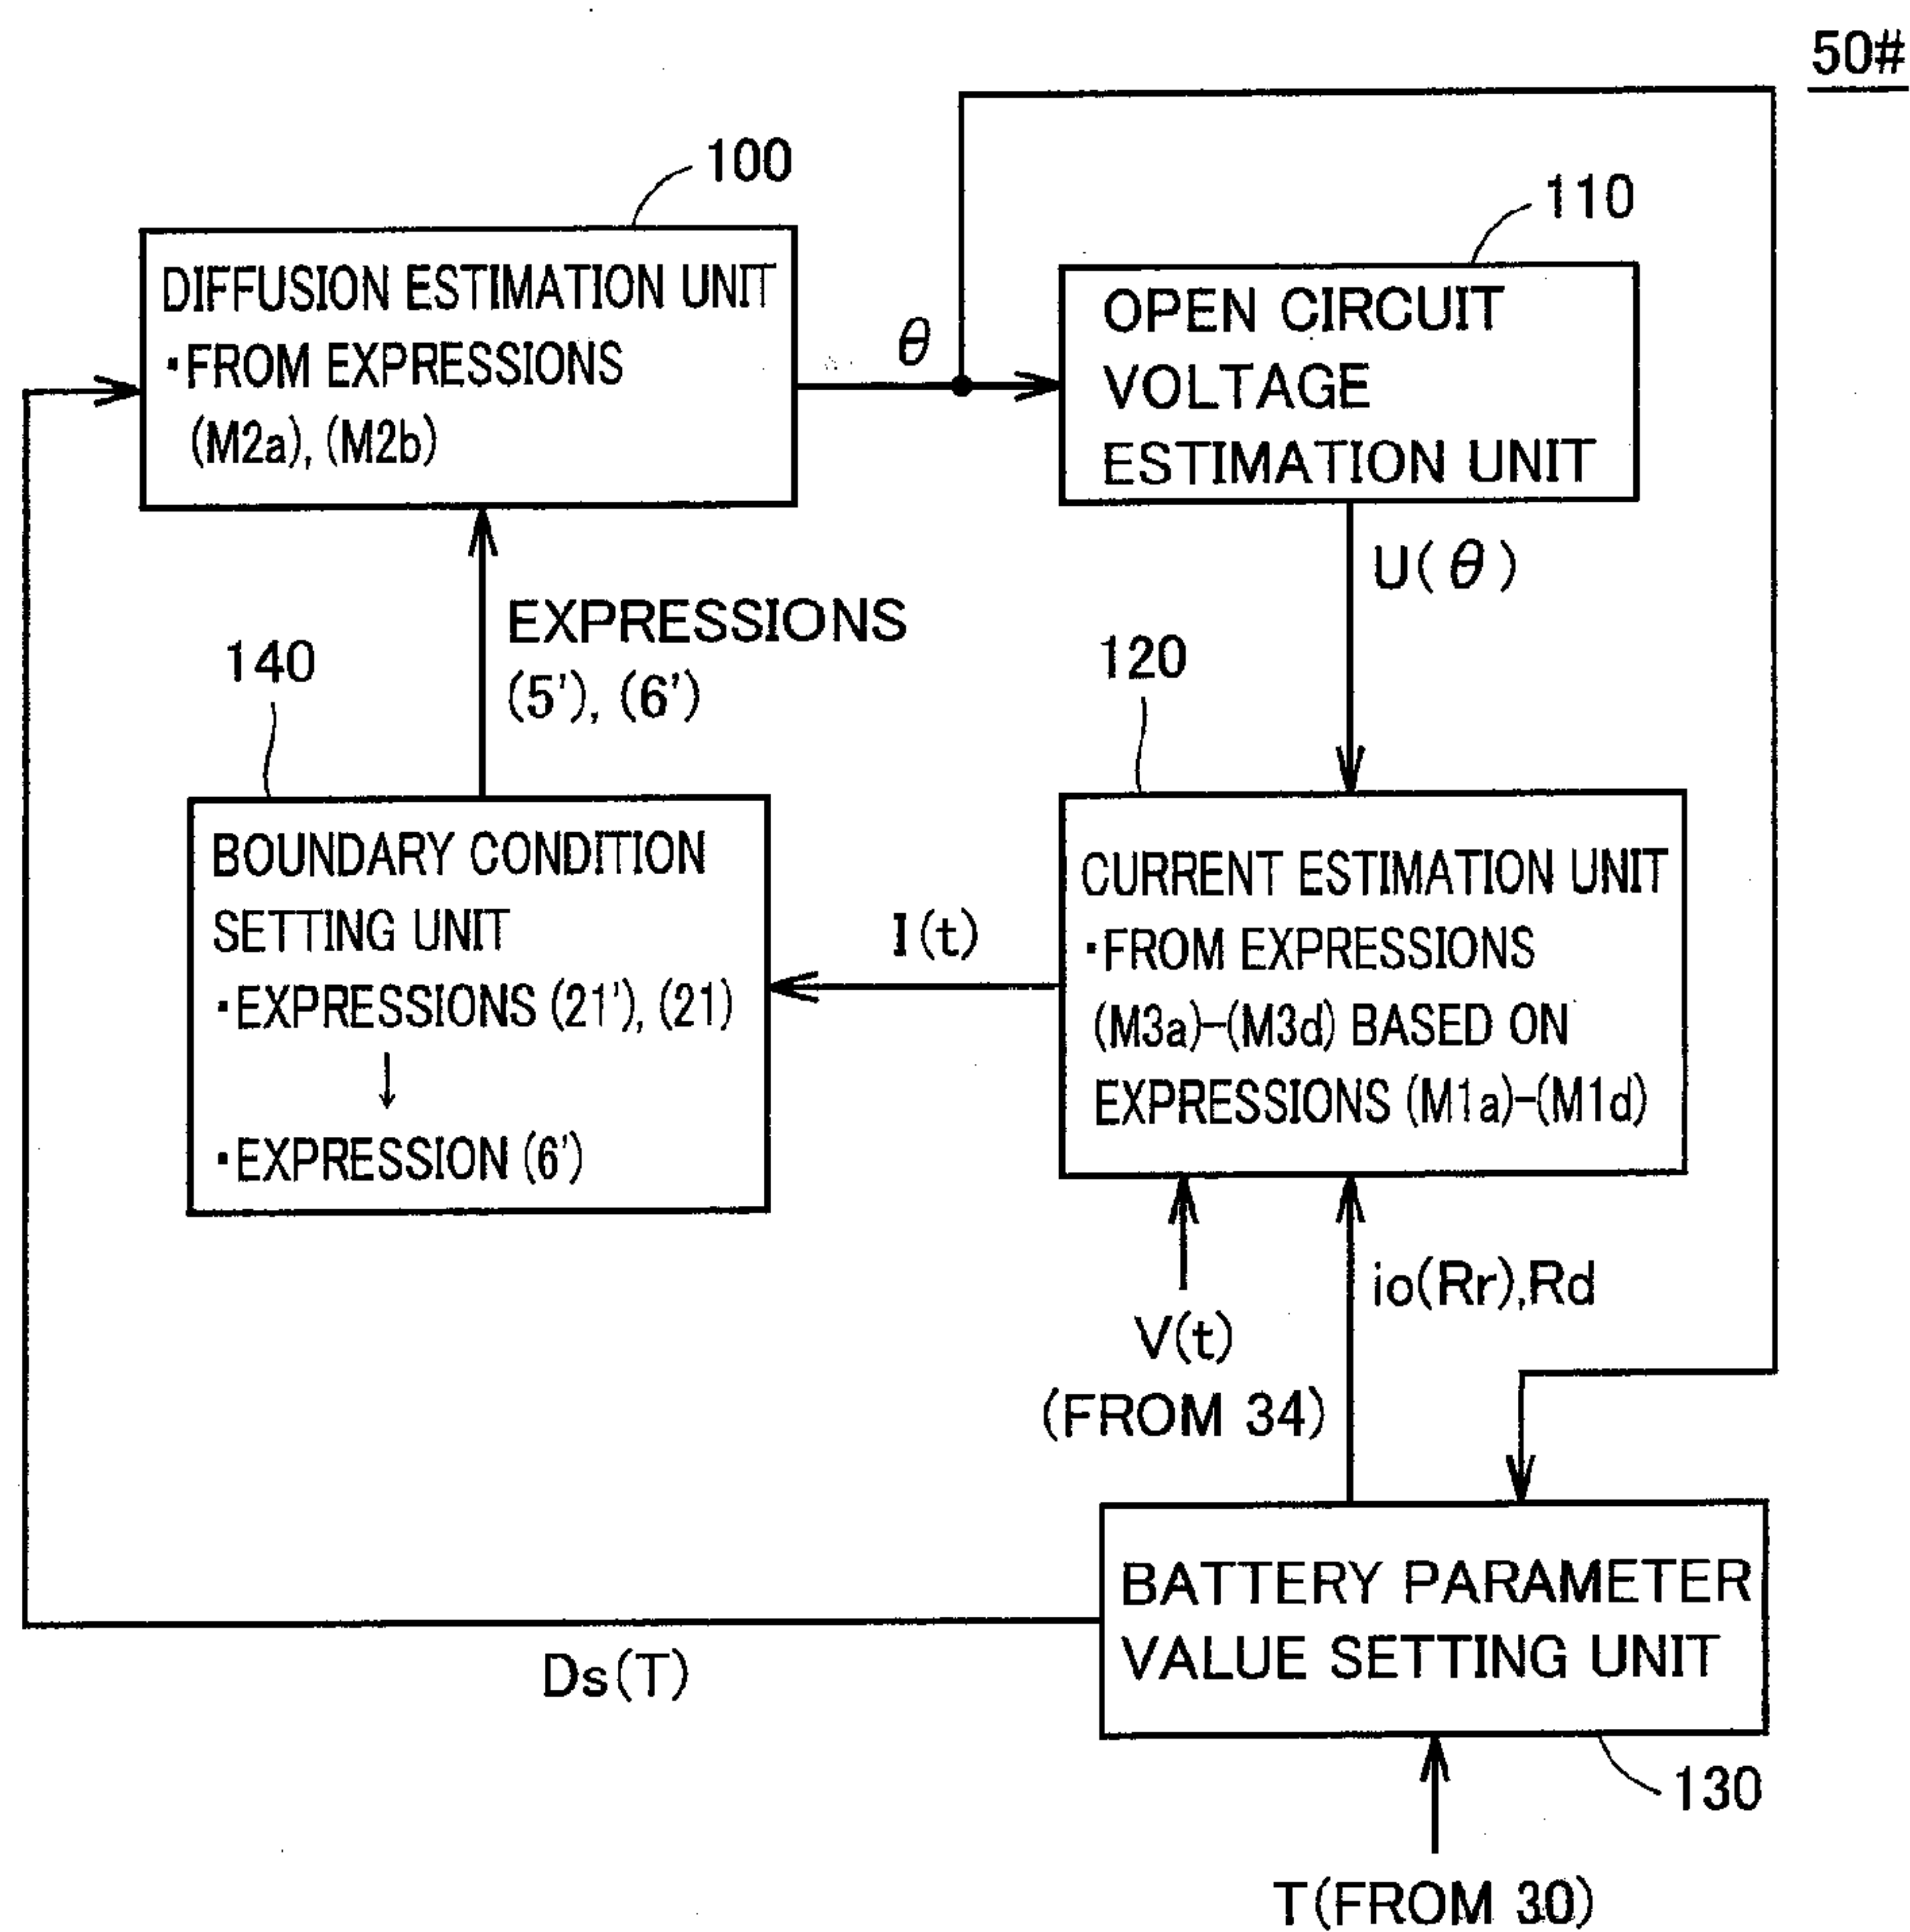 50#
100
DIFFUSION ESTIMATION UNIT
・FROM EXPRESSIONS
(M2a), (M2b)
θ
110
OPEN CIRCUIT
VOLTAGE
ESTIMATION UNIT
U(θ)
EXPRESSIONS
(5'), (6')
140
BOUNDARY CONDITION
SETTING UNIT
・EXPRESSIONS (21'), (21)
↓
・EXPRESSION (6')
I(t)
120
CURRENT ESTIMATION UNIT
・FROM EXPRESSIONS
(M3a)-(M3d) BASED ON
EXPRESSIONS (M1a)-(M1d)
V(t)
(FROM 34)
io(Rr),Rd
Ds(T)
BATTERY PARAMETER
VALUE SETTING UNIT
130
T(FROM 30)